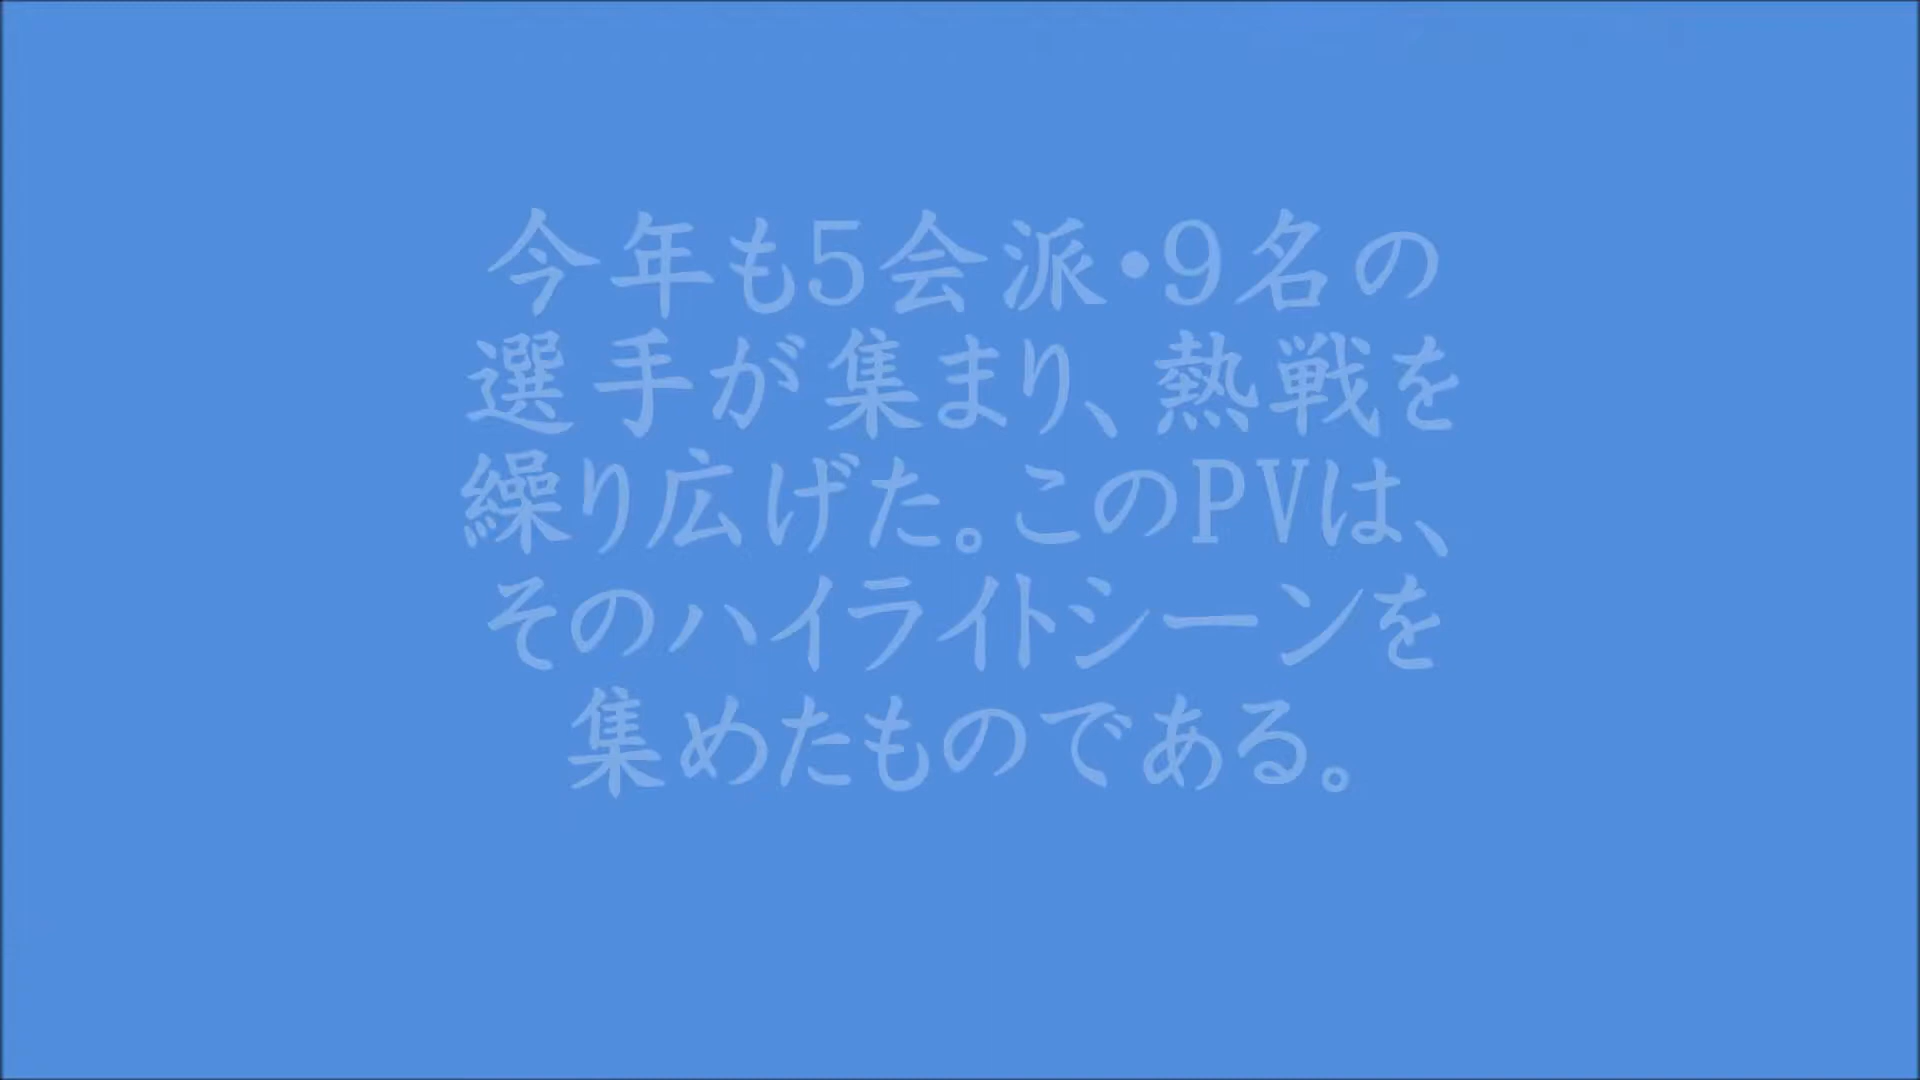 今年も5会派・9名の
選手が集まり、熱戦を
繰り広げた。このPVは、
そのハイライトシーンを
集めたものである。